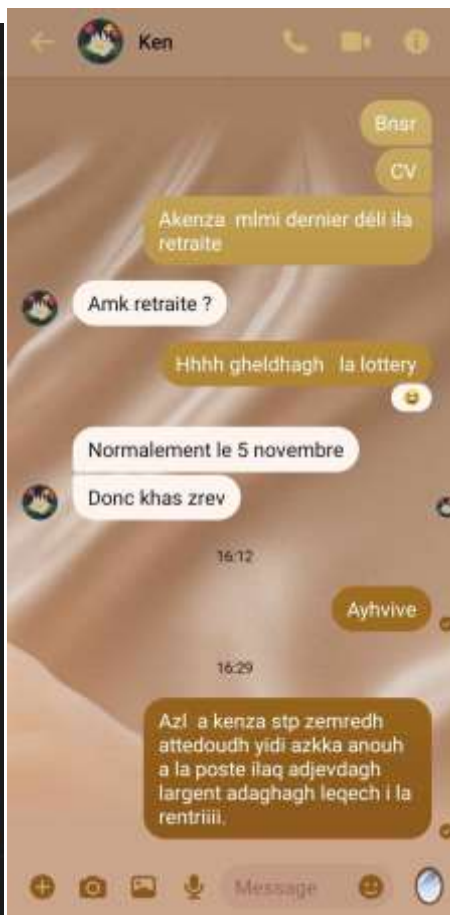 Ken
Bnsr
CV
Akenza mlmi dernier déli ila
retraite
Amk retraite ?
Hhhh gheldhagh la lottery
Normalement le 5 novembre
Donc khas zrev
16:12
Ayhvive
16:29
Azl a kenza stp zemredh
attedoudh yidi azkka anouh
a la poste ilaq adjevdagh
largent adaghagh leqech i la
rentriiii.
Message